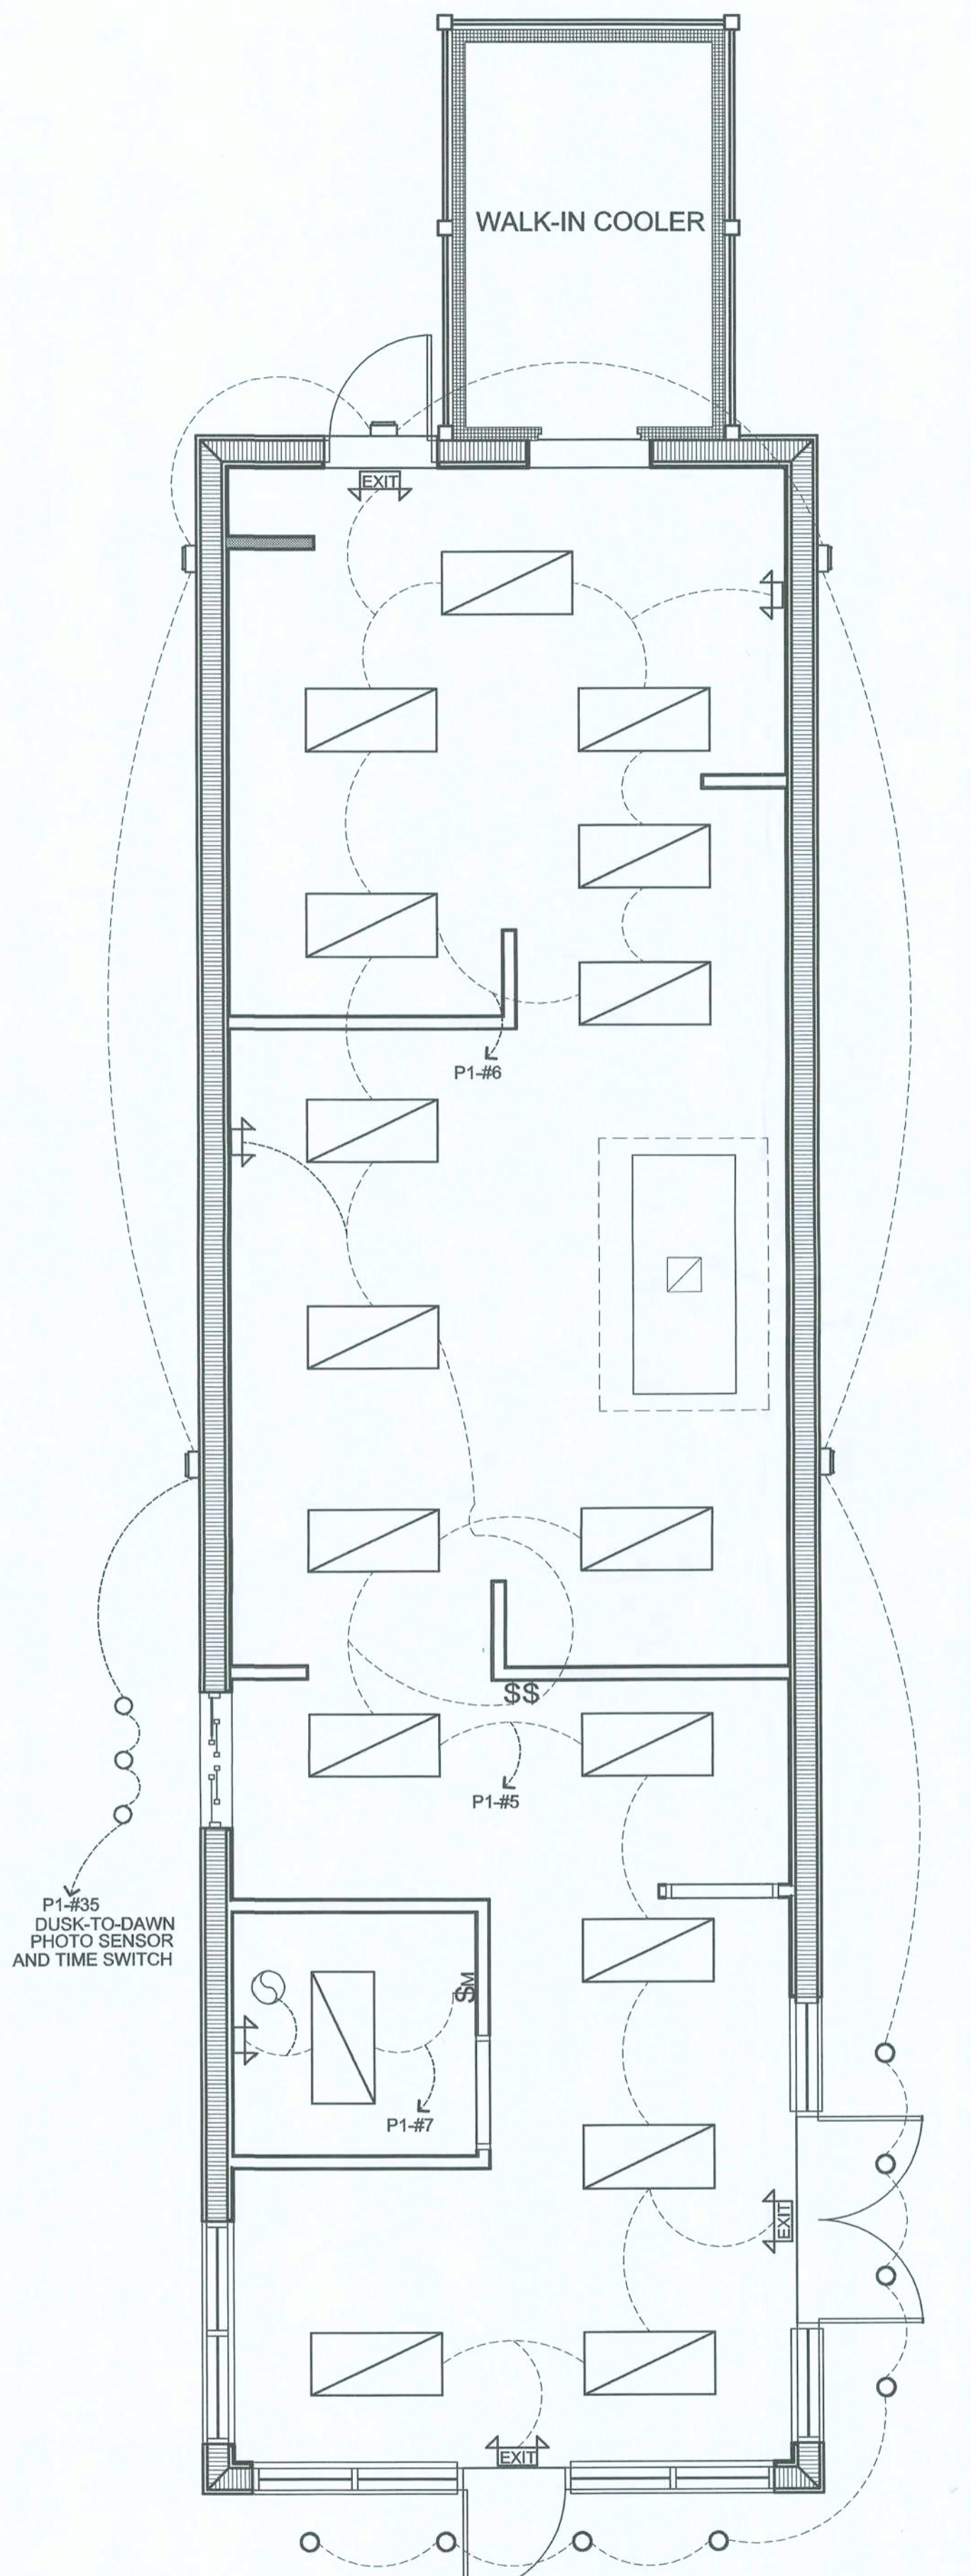 WALK-IN COOLER
EXIT
P1-#6
$$
P1-#5
P1-#35
DUSK-TO-DAWN
PHOTO SENSOR
AND TIME SWITCH
$M
P1-#7
EXIT
EXIT